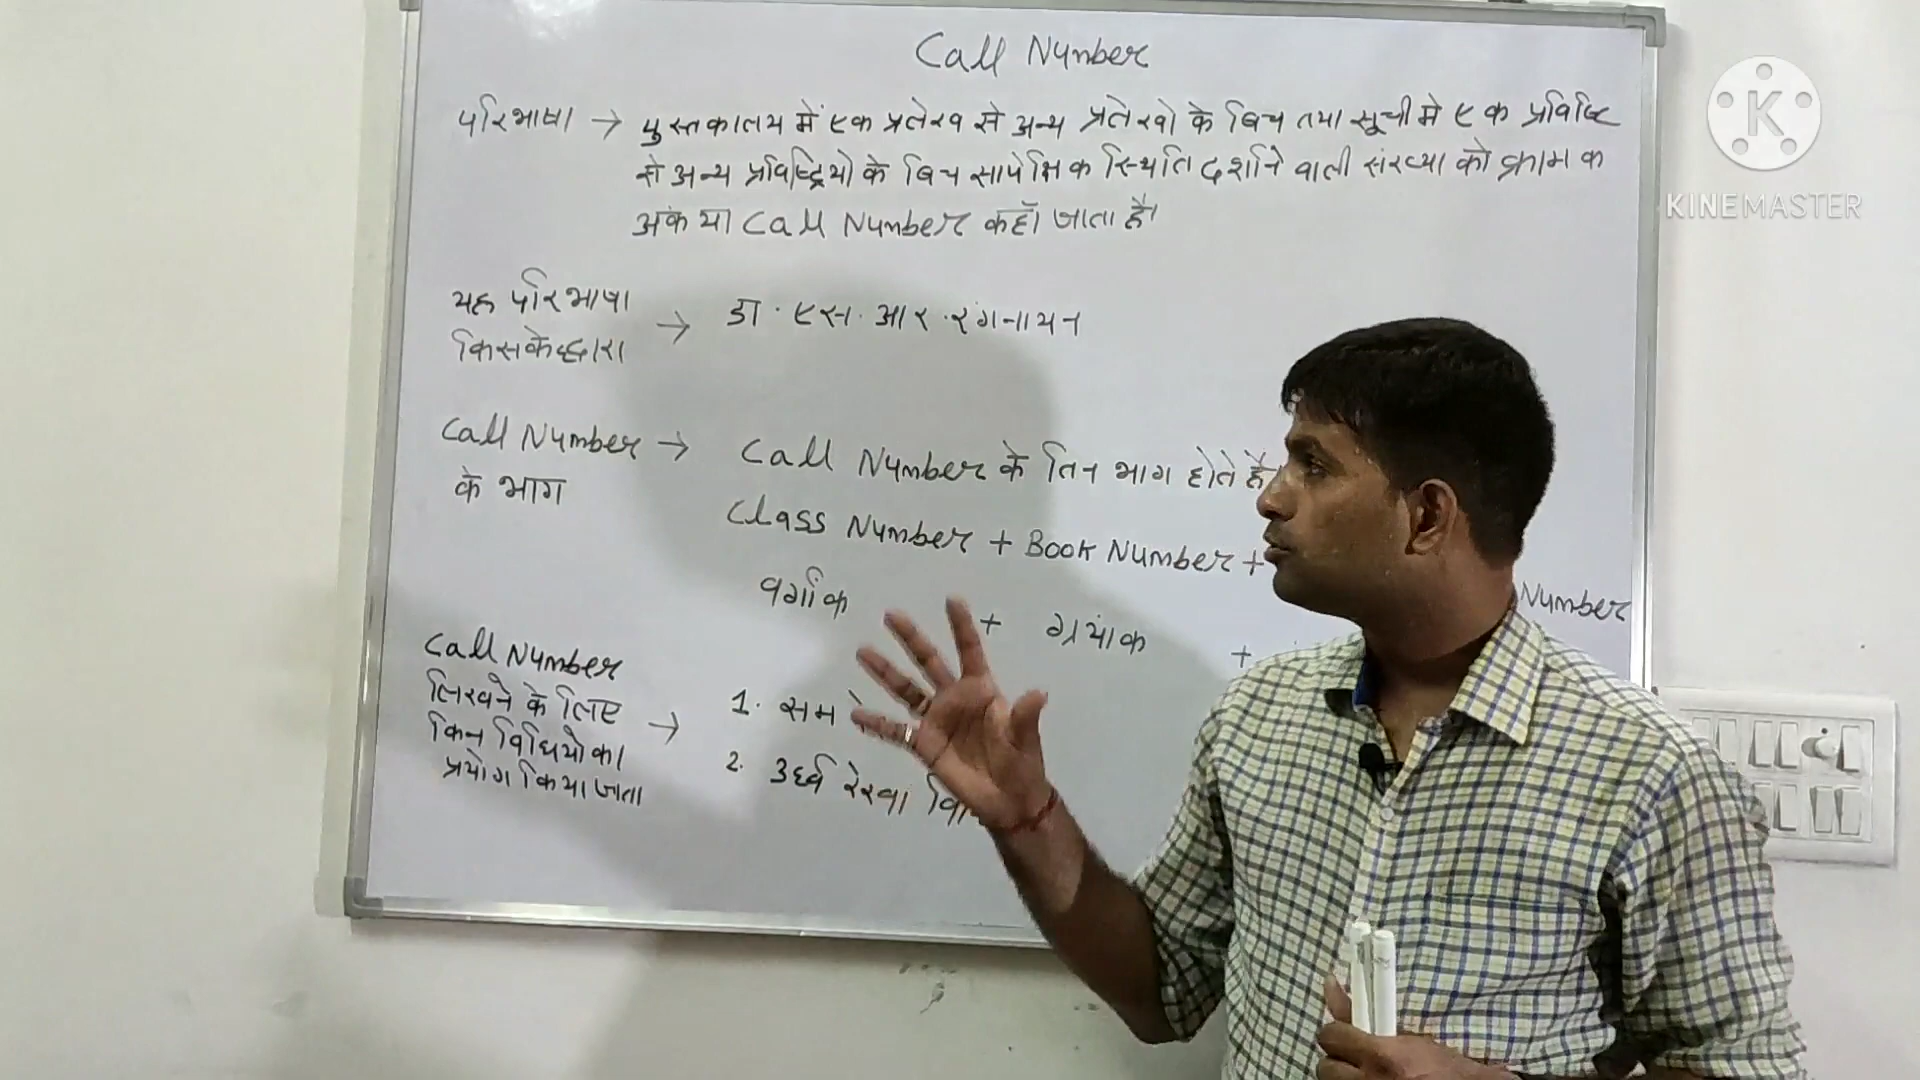 Call Number
परिभाषा → पुस्तकालय में एक प्रलेख से अन्य प्रलेखो के बिच तथा सूची मे एक प्रविष्टि
से अन्य प्रविष्ट्रियो के बिच सापेक्षिक स्थिति दर्शाने वाली संख्या को क्रामक
अंक या Call Number कहाँ जाता है।
यह परिभाषा
किसके द्धारा → डा. एस. आर. रंगनायन
Call Number → Call Number के तिन भाग होते है
के भाग
Class Number + Book Number +
Number
वर्गाक + ग्रयांक +
Call Number
लिखने के लिए
किन विधियो का →
प्रयोग किया जाता
1. सम रे
2. उर्ध्व रेखा वि
K
KINEMASTER